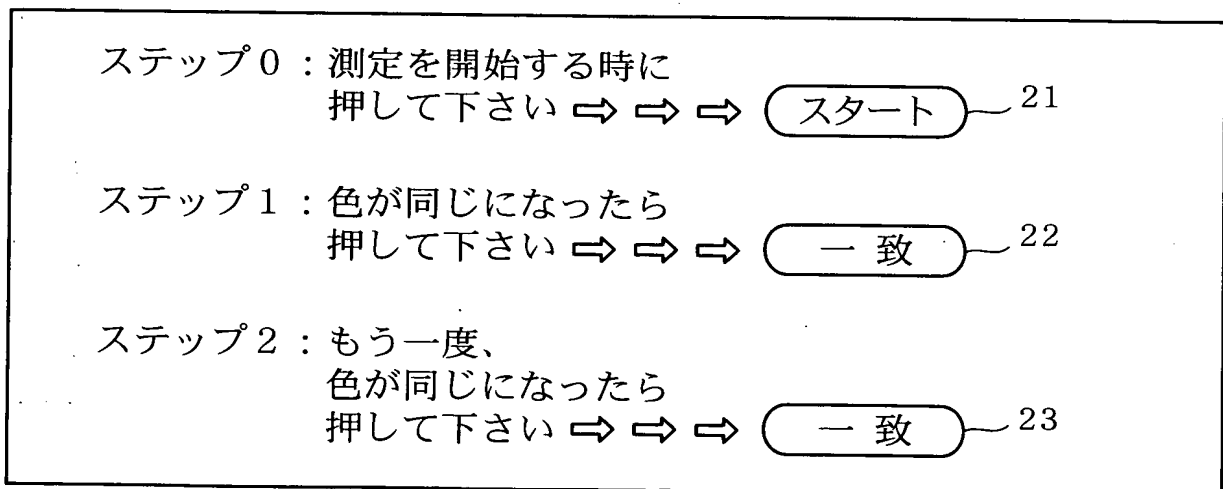 ステップ0:測定を開始する時に
押して下さい ⇨ ⇨ ⇨ スタート 21
ステップ1:色が同じになったら
押して下さい ⇨ ⇨ ⇨ 一 致 22
ステップ2:もう一度、
色が同じになったら
押して下さい ⇨ ⇨ ⇨ 一 致 23